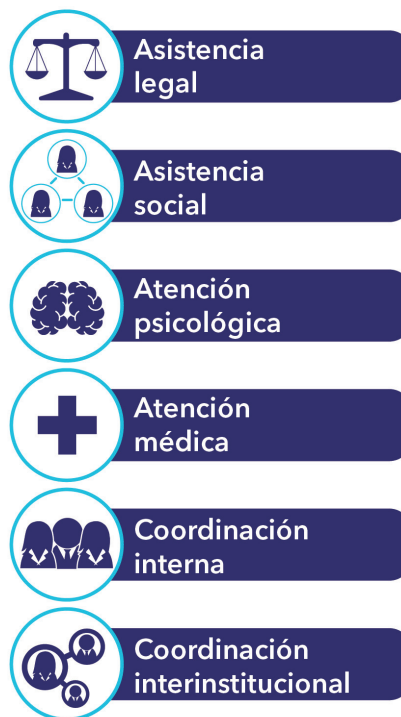 Asistencia
legal
Asistencia
social
Atención
psicológica
Atención
médica
Coordinación
interna
Coordinación
interinstitucional